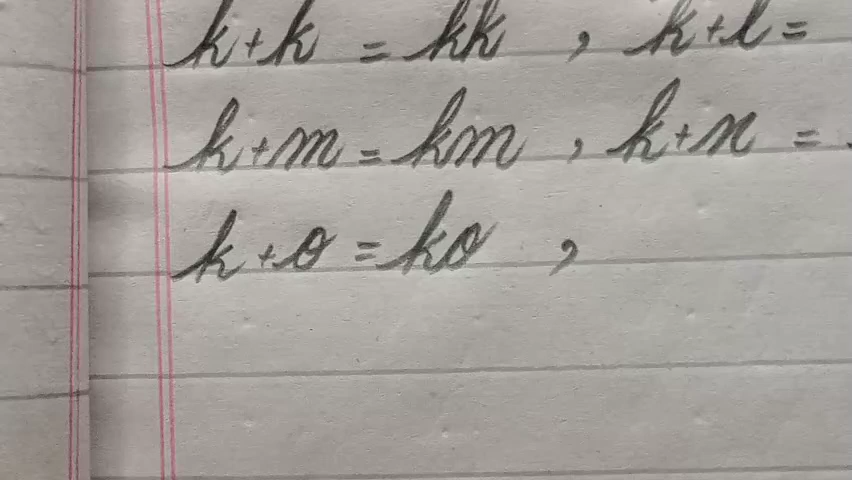 k+k = kk , k+l =
k+m = km , k+n =
k+o = ko ,